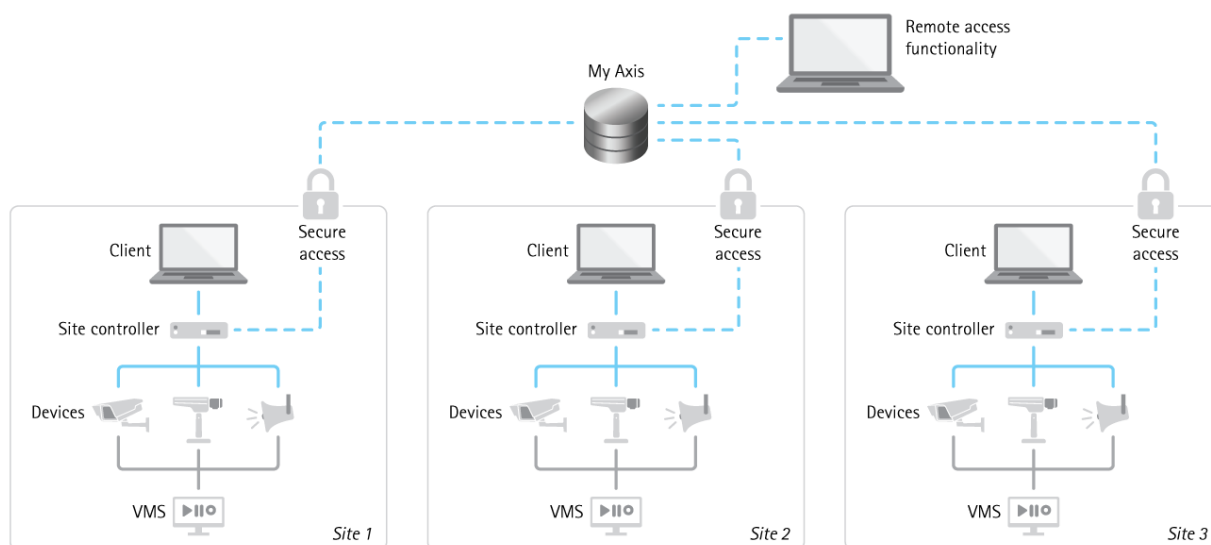 Remote access
functionality
My Axis
Secure
access
Client
Site controller
Devices
VMS
Site 1
Secure
access
Client
Site controller
Devices
VMS
Site 2
Secure
access
Client
Site controller
Devices
VMS
Site 3